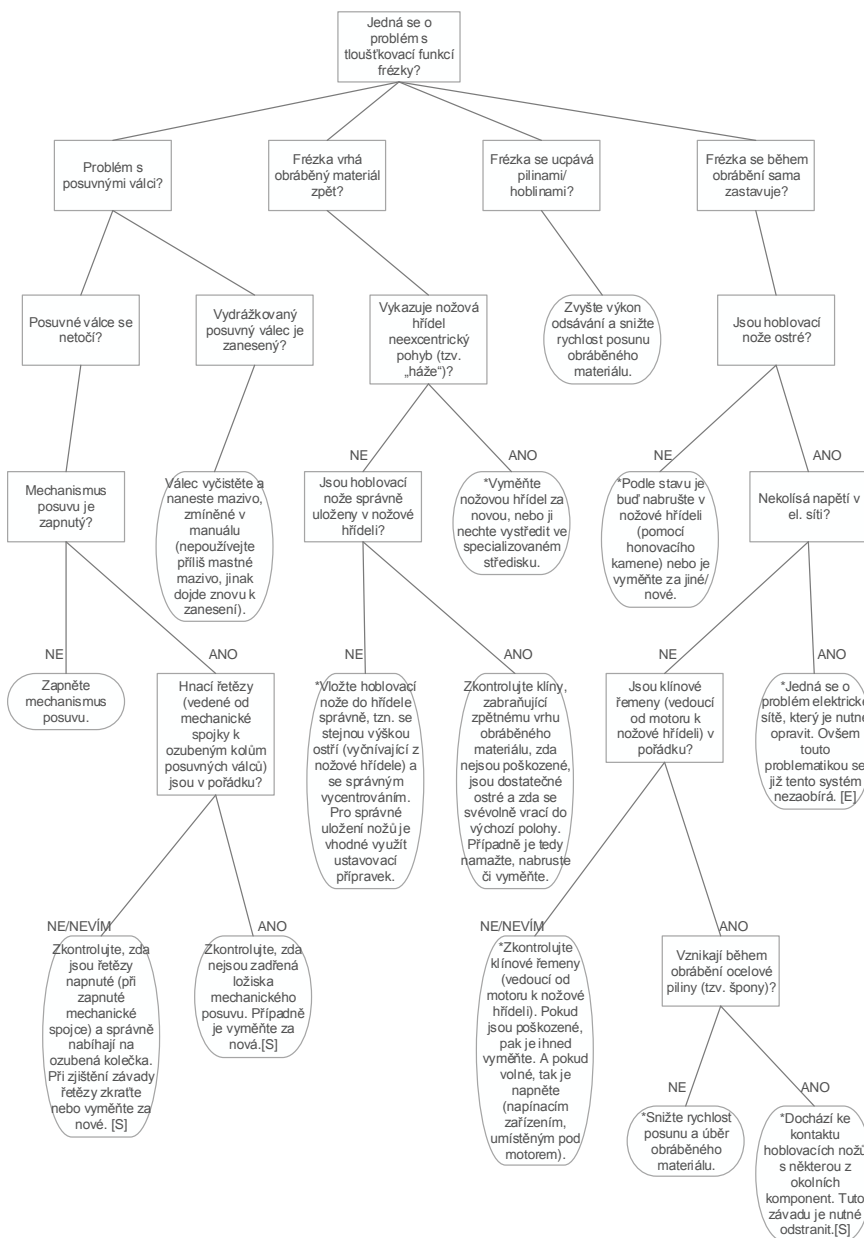 Jedná se o
problém s
tloušťkovací funkcí
frézky?
Problém s
posuvnými válci?
Frézka vrhá
obráběný materiál
zpět?
Frézka se ucpává
pilinami/
hoblinami?
Frézka se během
obrábění sama
zastavuje?
Posuvné válce se
netočí?
Vydrážkovaný
posuvný válec je
zanesený?
Vykazuje nožová
hřídel
neexcentrický
pohyb (tzv.
„háže“)?
Zvyšte výkon
odsávání a snižte
rychlost posunu
obráběného
materiálu.
Jsou hoblovací
nože ostré?
NE
ANO
NE
ANO
Mechanismus
posuvu je
zapnutý?
Válec vyčistěte a
naneste mazivo,
zmíněné v
manuálu
(nepoužívejte
příliš mastné
mazivo, jinak
dojde znovu k
zanesení).
Jsou hoblovací
nože správně
uloženy v nožové
hřídeli?
*Vyměňte
nožovou hřídel za
novou, nebo ji
nechte vystředit ve
specializovaném
středisku.
*Podle stavu je
buď nabrušte v
nožové hřídeli
(pomocí
honovacího
kamene) nebo je
vyměňte za jiné/
nové.
Nekolísá napětí v
el. síti?
NE
ANO
NE
ANO
NE
ANO
Zapněte
mechanismus
posuvu.
Hnací řetězy
(vedené od
mechanické
spojky k
ozubeným kolům
posuvných válců)
jsou v pořádku?
*Vložte hoblovací
nože do hřídele
správně, tzn. se
stejnou výškou
ostří (vyčnívající z
nožové hřídele) a
se správným
vycentrováním.
Pro správné
uložení nožů je
vhodné využít
ustavovací
přípravek.
Zkontrolujte klíny,
zabraňující
zpětnému vrhu
obráběného
materiálu, zda
nejsou poškozené,
jsou dostatečné
ostré a zda se
svévolně vrací do
výchozí polohy.
Případně je tedy
namažte, nabruste
či vyměňte.
Jsou klínové
řemeny (vedoucí
od motoru k
nožové hřídeli) v
pořádku?
*Jedná se o
problém elektrické
sítě, který je nutné
opravit. Ovšem
touto
problematikou se
již tento systém
nezaobírá. [E]
NE/NEVÍM
ANO
NE/NEVÍM
ANO
Zkontrolujte, zda
jsou řetězy
napnuté (při
zapnuté
mechanické
spojce) a správně
nabíhají na
ozubená kolečka.
Při zjištění závady
řetězy zkraťte
nebo vyměňte za
nové. [S]
Zkontrolujte, zda
nejsou zadřená
ložiska
mechanického
posuvu. Případně
je vyměňte za
nová.[S]
*Zkontrolujte
klínové řemeny
(vedoucí od
motoru k nožové
hřídeli). Pokud
jsou poškozené,
pak je ihned
vyměňte. A pokud
volné, tak je
napněte
(napínacím
zařízením,
umístěným pod
motorem).
Vznikají během
obrábění ocelové
piliny (tzv. špony)?
NE
ANO
*Snižte rychlost
posunu a úběr
obráběného
materiálu.
*Dochází ke
kontaktu
hoblovacích nožů
s některou z
okolních
komponent. Tuto
závadu je nutné
odstranit.[S]